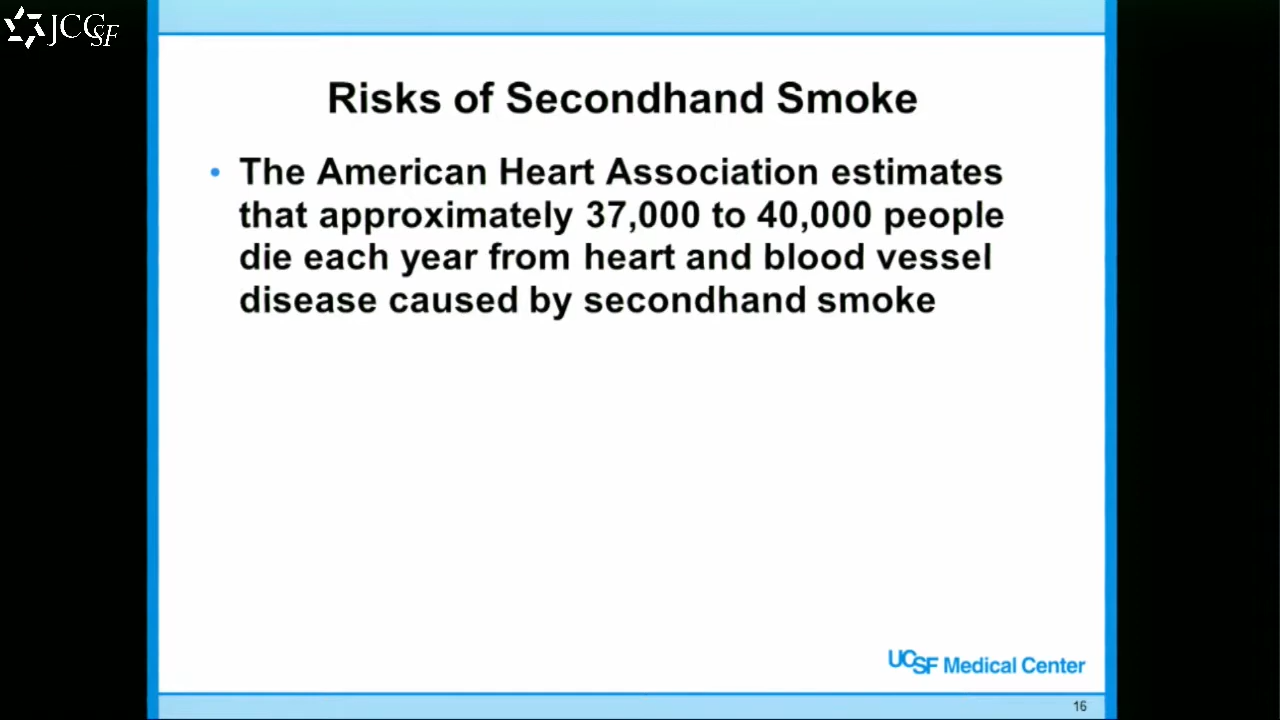 JCCSF
Risks of Secondhand Smoke
• The American Heart Association estimates
that approximately 37,000 to 40,000 people
die each year from heart and blood vessel
disease caused by secondhand smoke
UCSF Medical Center
16